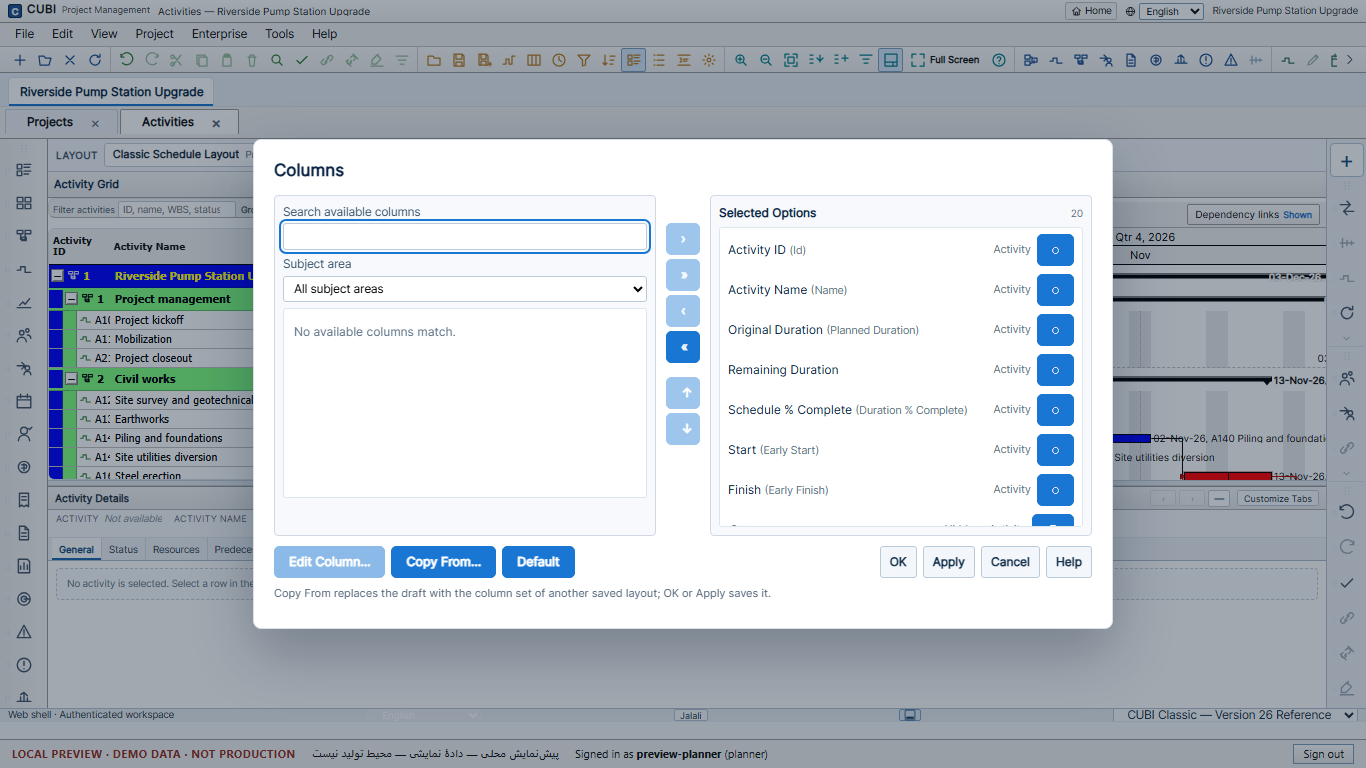 CUBI Project Management Activities — Riverside Pump Station Upgrade
Home English Riverside Pump Station Upgrade
File Edit View Project Enterprise Tools Help
Full Screen
Riverside Pump Station Upgrade
Projects × Activities ×
LAYOUT Classic Schedule Layout
Activity Grid
Filter activities ID, name, WBS, status
Dependency links Shown
Activity ID Activity Name
Qtr 4, 2026
Nov
1 Riverside Pump Station U
03-Dec-26
1 Project management
Project kickoff
Mobilization
Project closeout
2 Civil works
13-Nov-26
Site survey and geotechnical
Earthworks
Piling and foundations
02-Nov-26, A140 Piling and foundati
Site utilities diversion
Site utilities diversion
Steel erection
13-Nov-26
Activity Details
Customize Tabs
ACTIVITY Not available ACTIVITY NAME
General Status Resources Predeces
No activity is selected. Select a row in the
Columns
Search available columns
Subject area
All subject areas
No available columns match.
Selected Options 20
Activity ID (Id) Activity
Activity Name (Name) Activity
Original Duration (Planned Duration) Activity
Remaining Duration Activity
Schedule % Complete (Duration % Complete) Activity
Start (Early Start) Activity
Finish (Early Finish) Activity
Edit Column... Copy From... Default
OK Apply Cancel Help
Copy From replaces the draft with the column set of another saved layout; OK or Apply saves it.
Web shell · Authenticated workspace
English
Jalali
CUBI Classic — Version 26 Reference
LOCAL PREVIEW · DEMO DATA · NOT PRODUCTION
پیش‌نمایش محلی — دادهٔ نمایشی — محیط تولید نیست
Signed in as preview-planner (planner)
Sign out